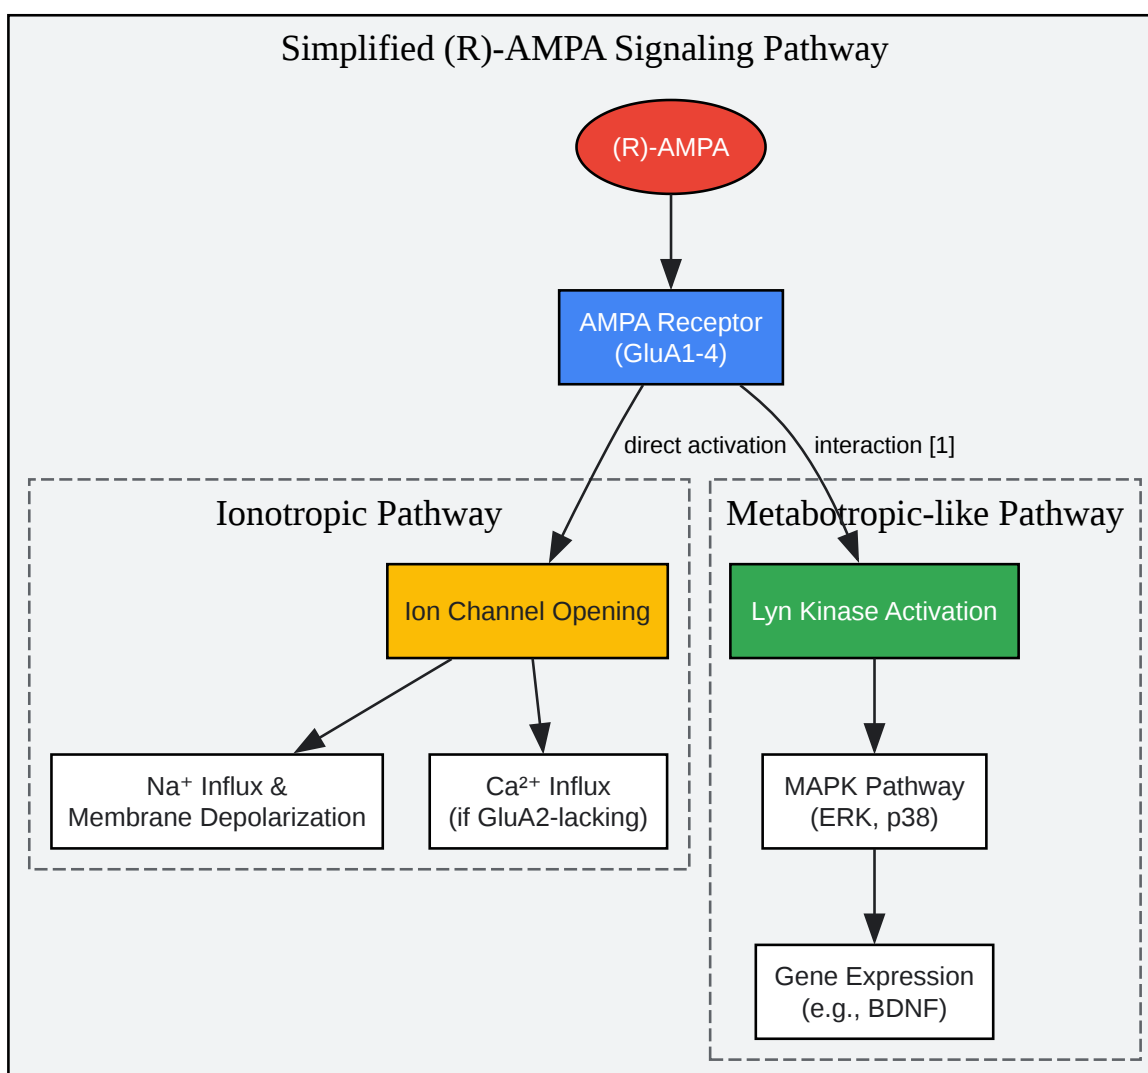 Simplified (R)-AMPA Signaling Pathway
(R)-AMPA
AMPA Receptor
(GluA1-4)
direct activation
interaction [1]
Ionotropic Pathway
Ion Channel Opening
Na⁺ Influx &
Membrane Depolarization
Ca²⁺ Influx
(if GluA2-lacking)
Metabotropic-like Pathway
Lyn Kinase Activation
MAPK Pathway
(ERK, p38)
Gene Expression
(e.g., BDNF)